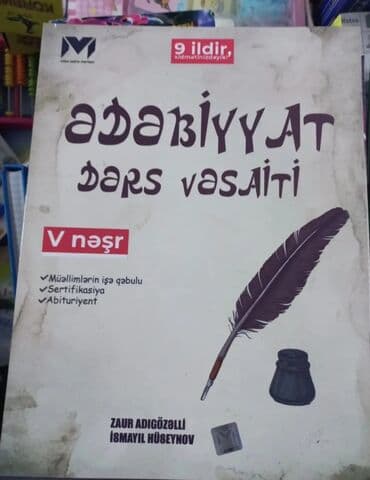 9 ildir,
xidmətinizdəyik!
ƏDƏBİYYAT
DƏRS VƏSAİTİ
V nəşr
Müəllimlərin işə qəbulu
Sertifikasiya
Abituriyent
ZAUR ADIGÖZƏLLİ
İSMAYIL HÜSEYNOV